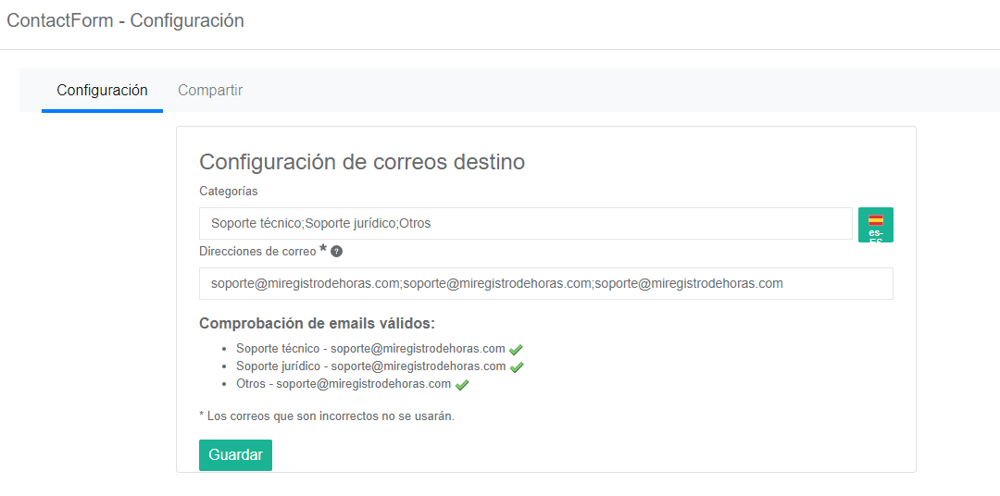 ContactForm - Configuración
Configuración Compartir
Configuración de correos destino
Categorías
Soporte técnico;Soporte jurídico;Otros
es-
ES
Direcciones de correo * ?
soporte@miregistrodehoras.com;soporte@miregistrodehoras.com;soporte@miregistrodehoras.com
Comprobación de emails válidos:
Soporte técnico - soporte@miregistrodehoras.com
Soporte jurídico - soporte@miregistrodehoras.com
Otros - soporte@miregistrodehoras.com
* Los correos que son incorrectos no se usarán.
Guardar